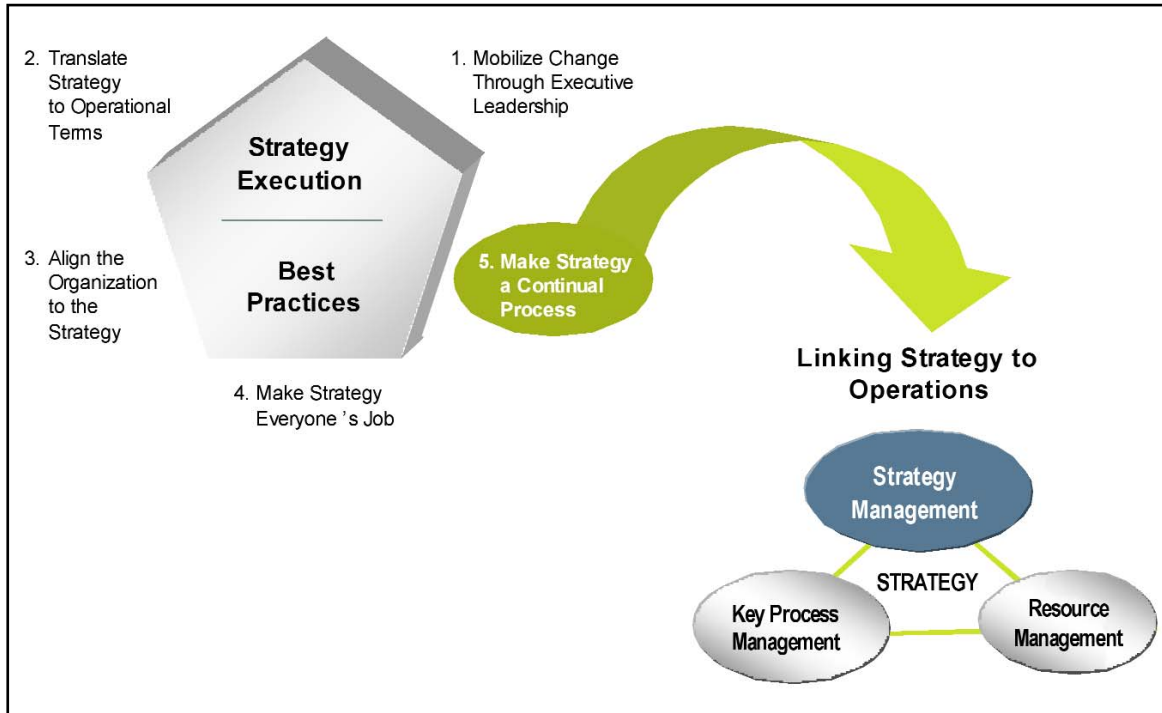 1. Mobilize Change
Through Executive
Leadership
2. Translate
Strategy
to Operational
Terms
Strategy
Execution
Best
Practices
3. Align the
Organization
to the
Strategy
4. Make Strategy
Everyone ’s Job
5. Make Strategy
a Continual
Process
Linking Strategy to
Operations
Strategy
Management
STRATEGY
Key Process
Management
Resource
Management